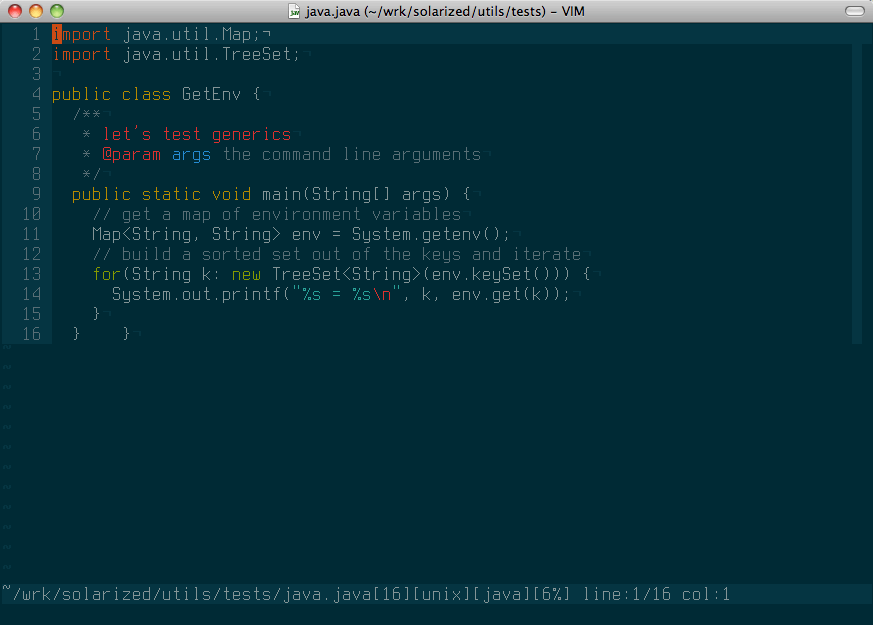 java.java (~/wrk/solarized/utils/tests) – VIM
1 import java.util.Map;¬
2 import java.util.TreeSet;¬
3 ¬
4 public class GetEnv {¬
5   /**¬
6    * let's test generics¬
7    * @param args the command line arguments¬
8    */¬
9   public static void main(String[] args) {¬
10     // get a map of environment variables¬
11     Map<String, String> env = System.getenv();¬
12     // build a sorted set out of the keys and iterate¬
13     for(String k: new TreeSet<String>(env.keySet())) {¬
14       System.out.printf("%s = %s\n", k, env.get(k));¬
15     }¬
16   }    }¬
~/wrk/solarized/utils/tests/java.java[16][unix][java][6%] line:1/16 col:1